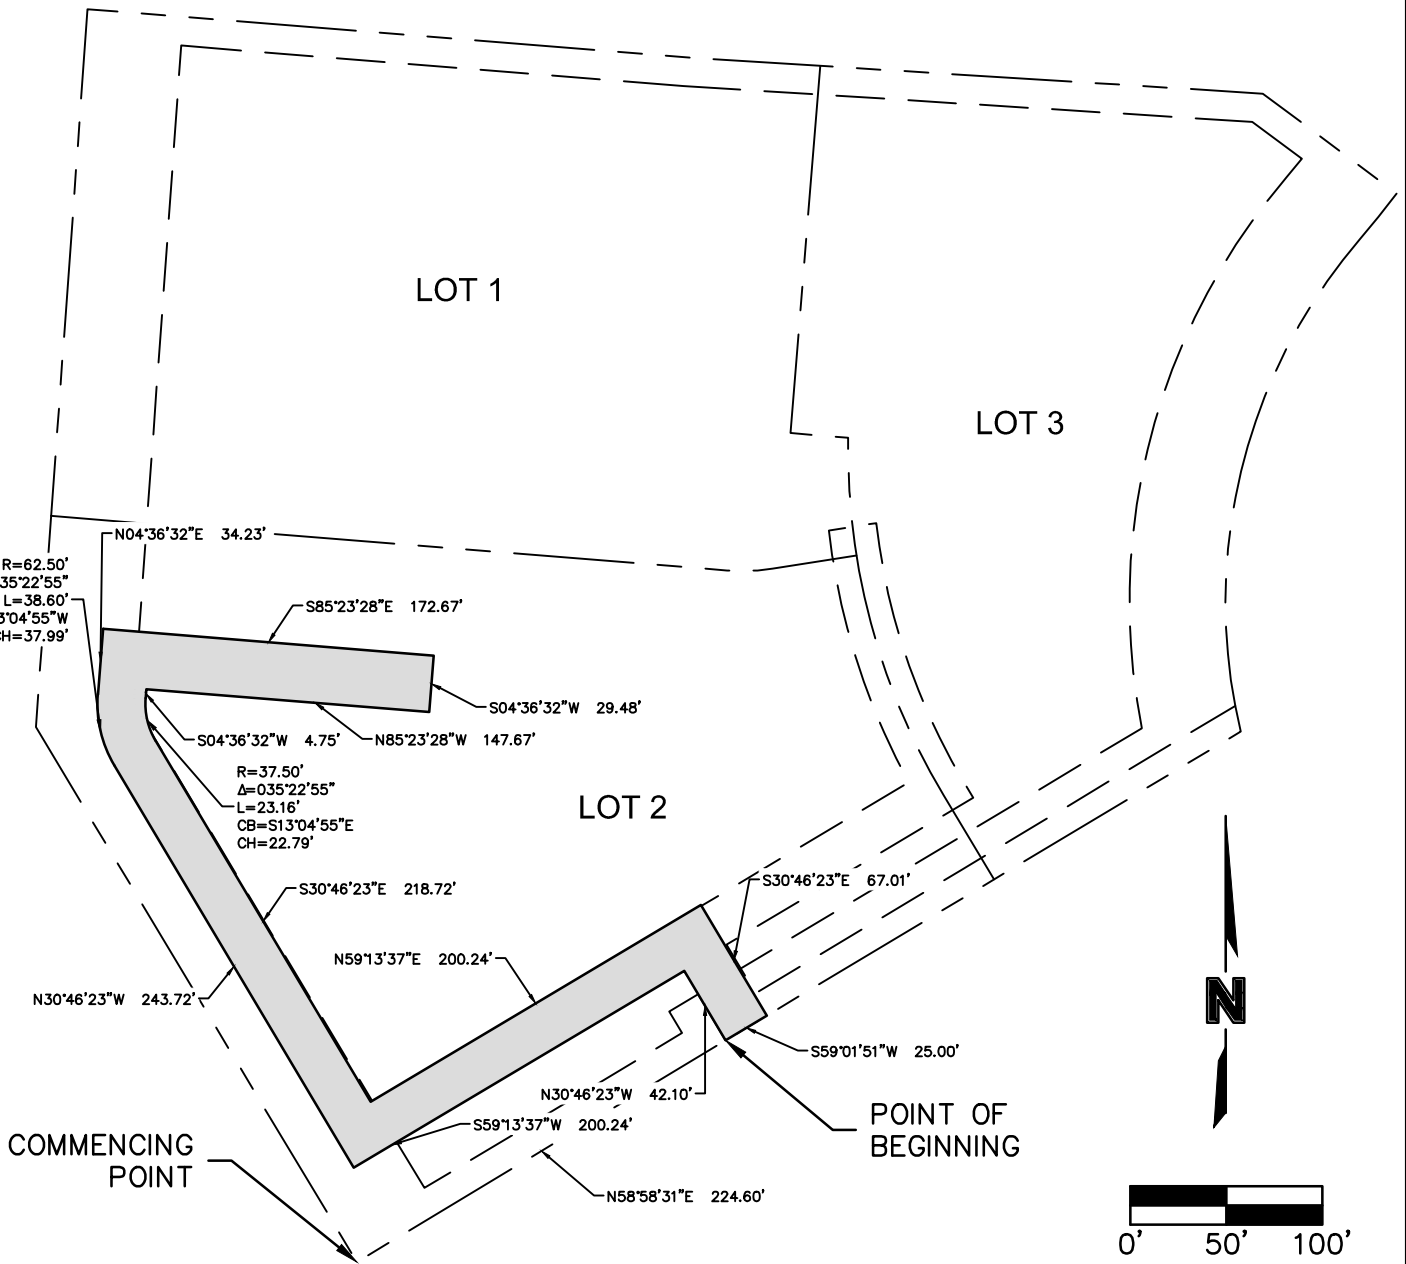 LOT 1
LOT 3
N04°36'32"E 34.23'
R=62.50'
35°22'55"
L=38.60'
3°04'55"W
CH=37.99'
S85°23'28"E 172.67'
S04°36'32"W 29.48'
S04°36'32"W 4.75'
N85°23'28"W 147.67'
R=37.50'
Δ=035°22'55"
L=23.16'
CB=S13°04'55"E
CH=22.79'
LOT 2
S30°46'23"E 218.72'
S30°46'23"E 67.01'
N59°13'37"E 200.24'
N30°46'23"W 243.72'
N
S59°01'51"W 25.00'
N30°46'23"W 42.10'
S59°13'37"W 200.24'
POINT OF
BEGINNING
COMMENCING
POINT
N58°58'31"E 224.60'
0' 50' 100'